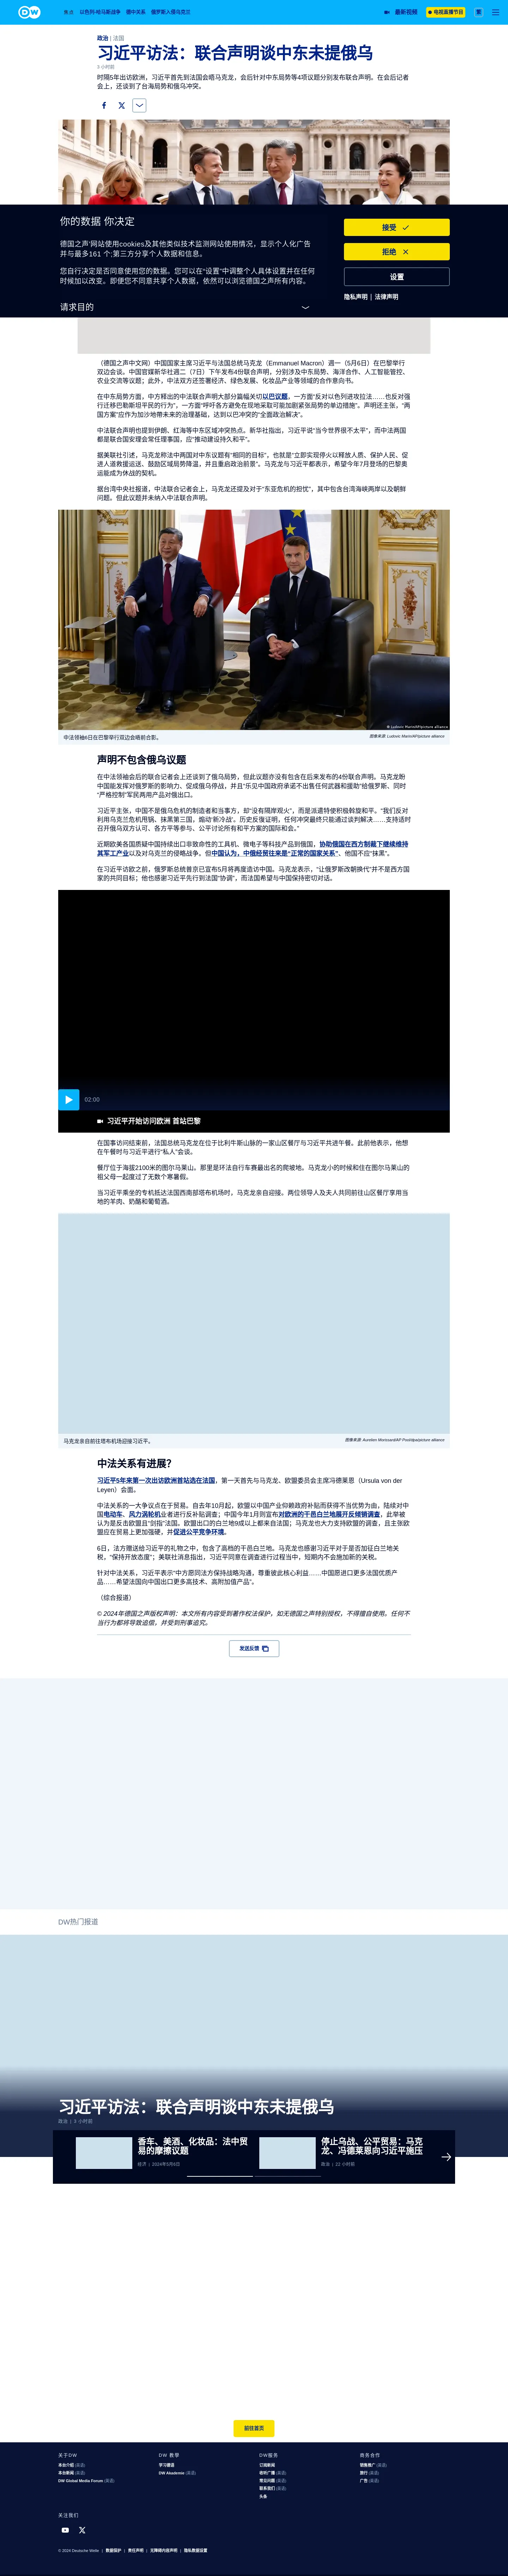 DW
焦点 以色列-哈马斯战争 德中关系 俄罗斯入侵乌克兰
最新视频
电视直播节目
繁
政治 | 法国
习近平访法：联合声明谈中东未提俄乌
3 小时前
时隔5年出访欧洲，习近平首先到法国会晤马克龙，会后针对中东局势等4项议题分别发布联合声明。在会后记者
会上，还谈到了台海局势和俄乌冲突。
你的数据 你决定
德国之声'网站使用cookies及其他类似技术监测网站使用情况，显示个人化广告
并与最多161 个;第三方分享个人数据和信息。
您自行决定是否同意使用您的数据。您可以在“设置”中调整个人具体设置并在任何
时候加以改变。即便您不同意共享个人数据，依然可以浏览德国之声所有内容。
请求目的
接受
拒绝
设置
隐私声明 | 法律声明
（德国之声中文网）中国国家主席习近平与法国总统马克龙（Emmanuel Macron）週一（5月6日）在巴黎举行
双边会谈。中国官媒新华社週二（7日）下午发布4份联合声明，分别涉及中东局势、海洋合作、人工智能管控、
农业交流等议题；此外，中法双方还签署经济、绿色发展、化妆品产业等领域的合作意向书。
在中东局势方面，中方释出的中法联合声明大部分篇幅关切以巴议题，一方面“反对以色列进攻拉法……也反对强
行迁移巴勒斯坦平民的行为”，一方面“呼吁各方避免在现地采取可能加剧紧张局势的单边措施”。声明还主张，“两
国方案”应作为加沙地带未来的治理基础，达到以巴冲突的“全面政治解决”。
中法联合声明也提到伊朗、红海等中东区域冲突热点。新华社指出，习近平说“当今世界很不太平”，而中法两国
都是联合国安理会常任理事国，应“推动建设持久和平”。
据美联社引述，马克龙称法中两国对中东议题有“相同的目标”，也就是“立即实现停火以释放人质、保护人民、促
进人道救援运送、鼓励区域局势降温，并且重启政治前景”。马克龙与习近平都表示，希望今年7月登场的巴黎奥
运能成为休战的契机。
据台湾中央社报道，中法联合记者会上，马克龙还提及对于“东亚危机的担忧”，其中包含台湾海峡两岸以及朝鲜
问题。但此议题并未纳入中法联合声明。
© Ludovic Marin/AP/picture alliance
中法领袖6日在巴黎举行双边会晤前合影。
图像来源: Ludovic Marin/AP/picture alliance
声明不包含俄乌议题
在中法领袖会后的联合记者会上还谈到了俄乌局势，但此议题亦没有包含在后来发布的4份联合声明。马克龙盼
中国能发挥对俄罗斯的影响力、促成俄乌停战，并且“乐见中国政府承诺不出售任何武器和援助”给俄罗斯、同时
“严格控制”军民两用产品对俄出口。
习近平主张，中国不是俄乌危机的制造者和当事方，却“没有隔岸观火”，而是派遣特使积极斡旋和平。“我们反对
利用乌克兰危机甩锅、抹黑第三国，煽动‘新冷战’。历史反復证明，任何冲突最终只能通过谈判解决……支持适时
召开俄乌双方认可、各方平等参与、公平讨论所有和平方案的国际和会。”
近期欧美各国质疑中国持续出口非致命性的工具机、微电子等科技产品到俄国，协助俄国在西方制裁下继续维持
其军工产业以及对乌克兰的侵略战争。但中国认为，中俄经贸往来是“正常的国家关系”，他国不应“抹黑”。
在习近平访欧之前，俄罗斯总统普京已宣布5月份将再度造访中国。马克龙表示，“让俄罗斯改朝换代”并不是西方国
家的共同目标；他也感谢习近平先行到法国“协调”，而法国希望与中国保持密切对话。
02:00
习近平开始访问欧洲 首站巴黎
在国事访问结束前，法国总统马克龙在位于比利牛斯山脉的一家山区餐厅与习近平共进午餐。此前他表示，他想
在午餐时与习近平进行“私人”会谈。
餐厅位于海拔2100米的图尔马莱山。那里是环法自行车赛最出名的爬坡地。马克龙小的时候和住在图尔马莱山的
祖父母一起度过了无数个寒暑假。
当习近平乘坐的专机抵达法国西南部塔布机场时，马克龙亲自迎接。两位领导人及夫人共同前往山区餐厅享用当
地的羊肉、奶酪和葡萄酒。
马克龙亲自前往塔布机场迎接习近平。
图像来源: Aurelien Morissard/AP Pool/dpa/picture alliance
中法关系有进展？
习近平5年来第一次出访欧洲首站选在法国，第一天首先与马克龙、欧盟委员会主席冯德莱恩（Ursula von der
Leyen）会面。
中法关系的一大争议点在于贸易。自去年10月起，欧盟以中国产业仰赖政府补贴而获得不当优势为由，陆续对中
国电动车、风力涡轮机业者进行反补贴调查；中国今年1月则宣布对欧洲的干邑白兰地展开反倾销调查，此举被
认为是反击欧盟且“剑指”法国。欧盟出口的白兰地9成以上都来自法国；马克龙也大力支持欧盟的调查，且主张欧
盟应在贸易上更加强硬，并促进公平竞争环境。
6日，法方赠送给习近平的礼物之中，包含了高档的干邑白兰地。马克龙也感谢习近平对于是否加征白兰地关
税，“保持开放态度”；美联社消息指出，习近平同意在调查进行过程当中，短期内不会施加新的关税。
针对中法关系，习近平表示“中方愿同法方保持战略沟通，尊重彼此核心利益……中国愿进口更多法国优质产
品……希望法国向中国出口更多高技术、高附加值产品”。
（综合报道）
© 2024年德国之声版权声明：本文所有内容受到著作权法保护，如无德国之声特别授权，不得擅自使用。任何不
当行为都将导致追偿，并受到刑事追究。
发送反馈
DW热门报道
习近平访法：联合声明谈中东未提俄乌
政治 | 3 小时前
香车、美酒、化妆品：法中贸
易的摩擦议题
经济 | 2024年5月6日
停止乌战、公平贸易：马克
龙、冯德莱恩向习近平施压
政治 | 22 小时前
前往首页
关于DW
本台介绍 (英语)
本台新闻 (英语)
DW Global Media Forum (英语)
DW 教學
学习德语
DW Akademie (英语)
DW服务
订阅新闻
收听广播 (英语)
常见问题 (英语)
联系我们 (英语)
头条
商务合作
销售推广 (英语)
旅行 (英语)
广告 (英语)
关注我们
© 2024 Deutsche Welle | 数据保护 | 责任声明 | 无障碍内容声明 | 隐私数据设置